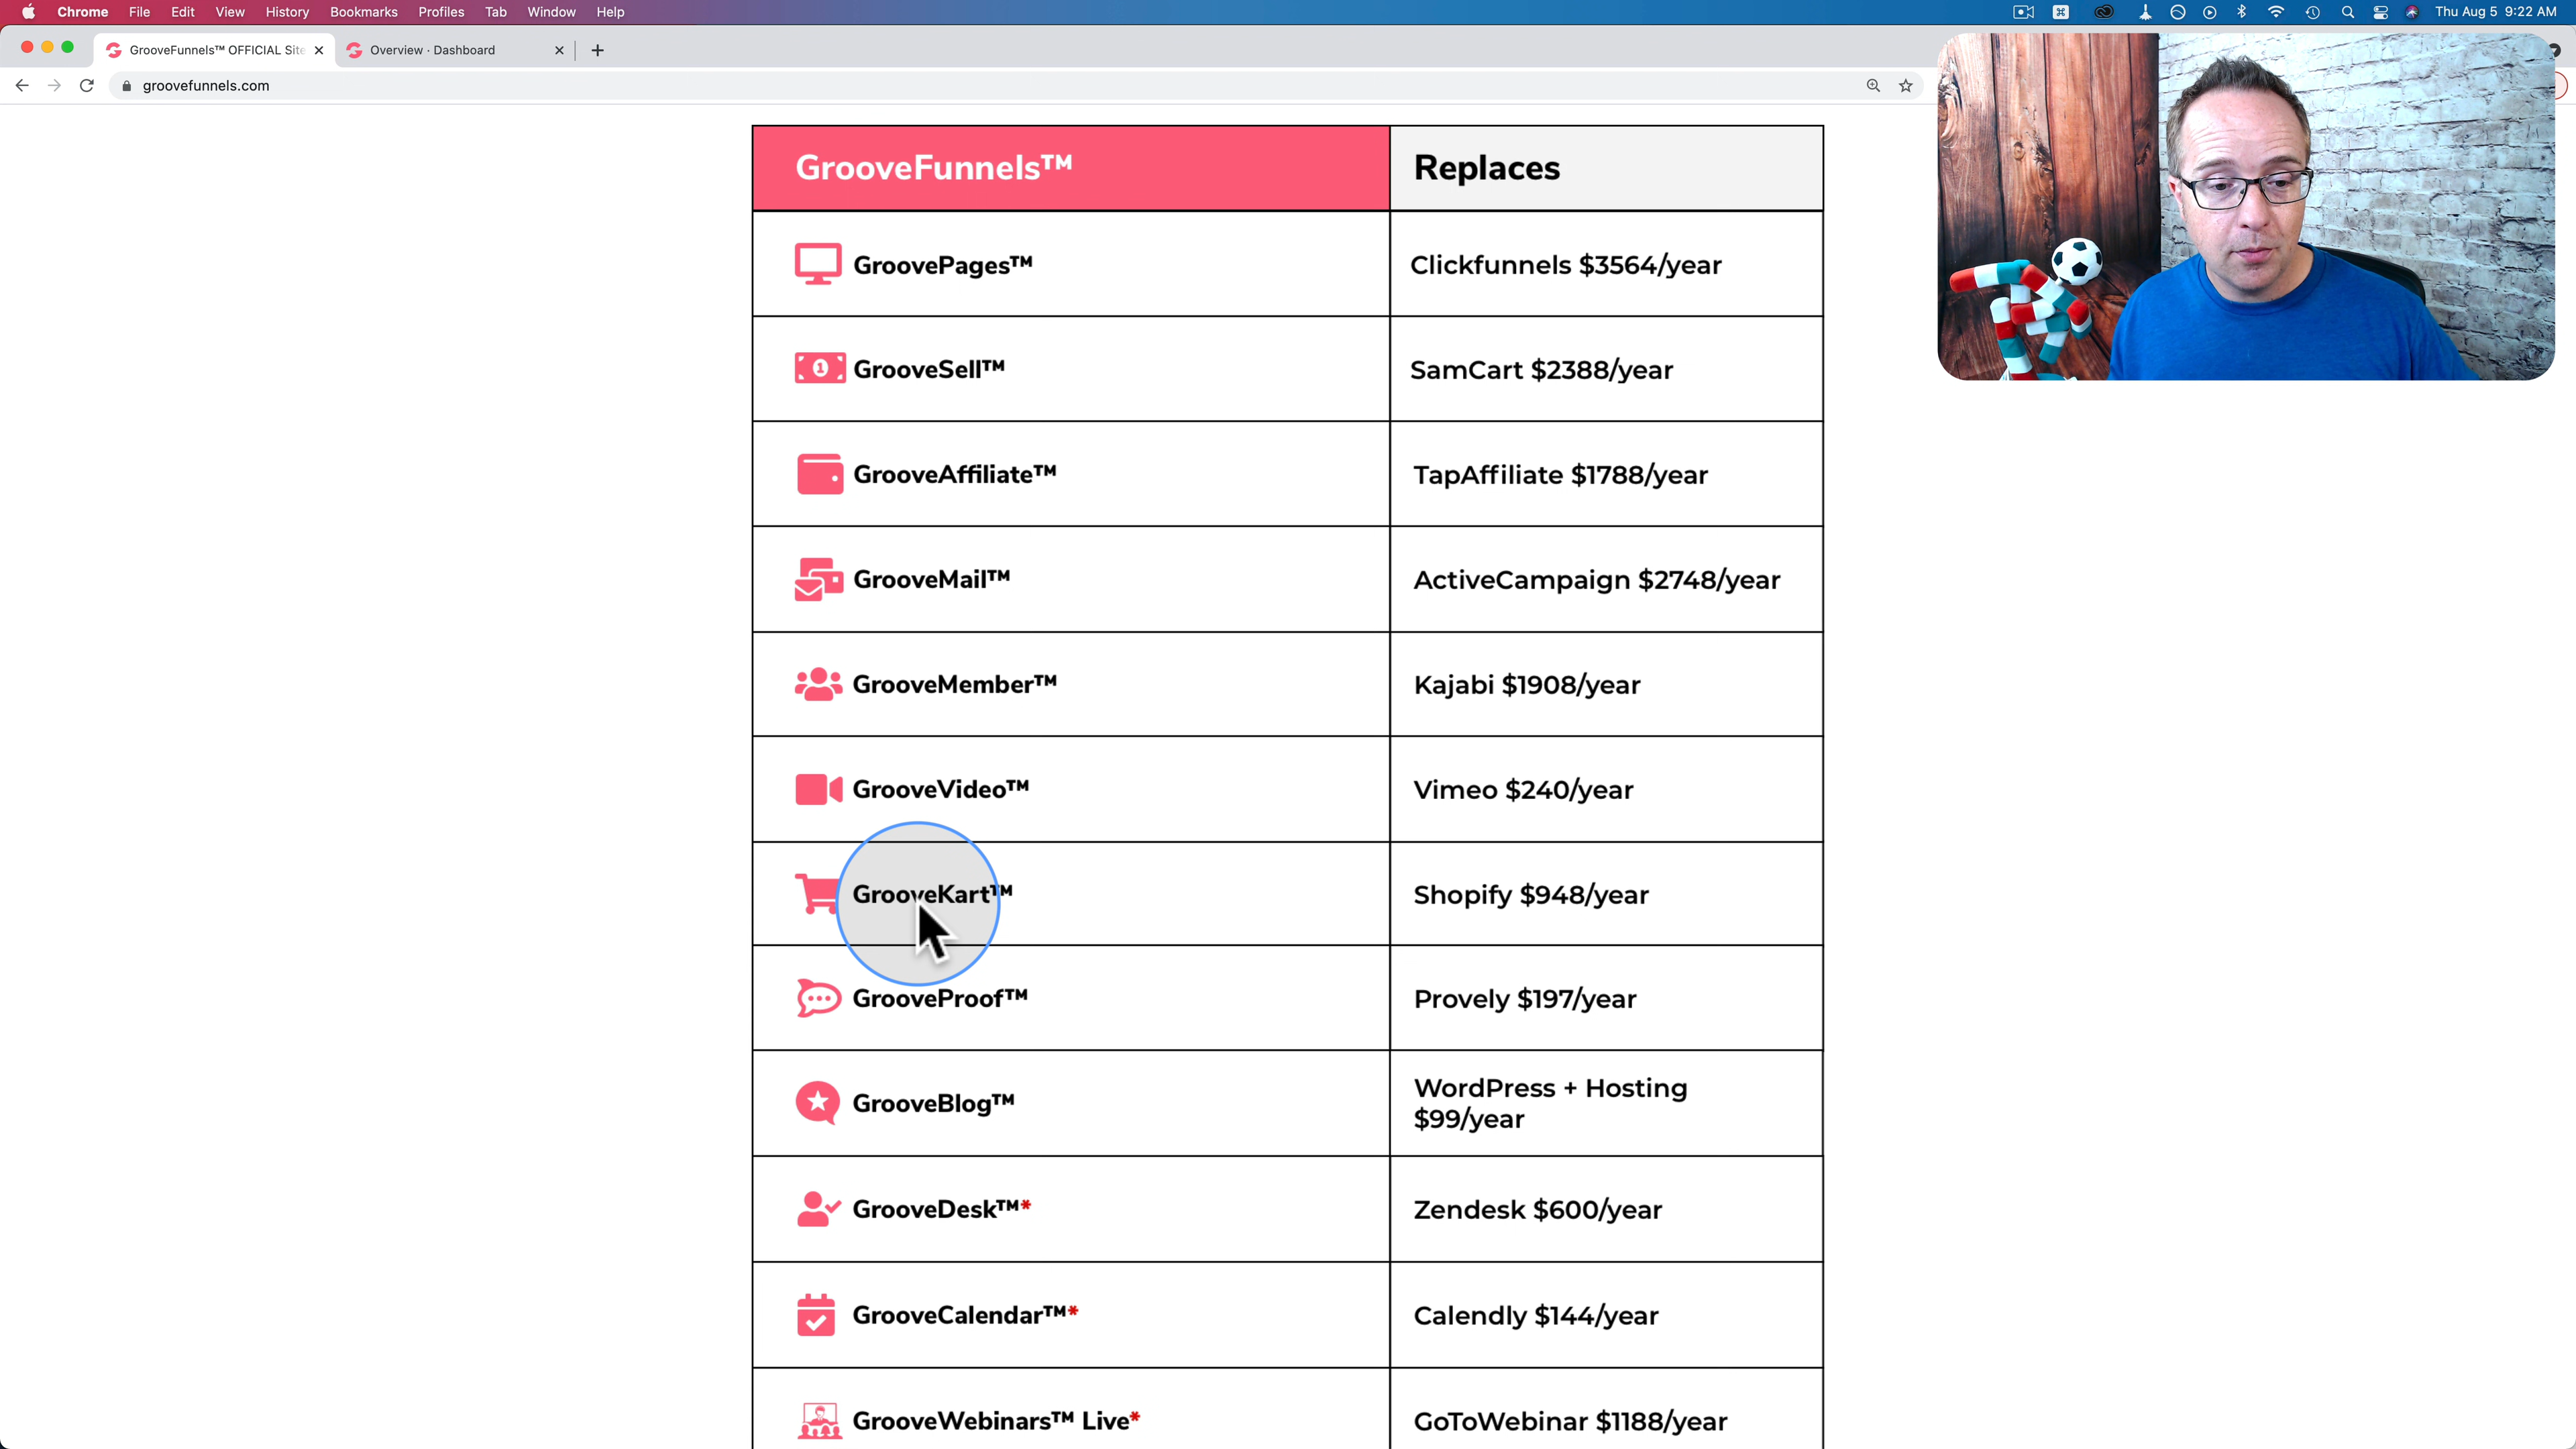 Chrome File Edit View History Bookmarks Profiles Tab Window Help Thu Aug 5 9:22 AM
GrooveFunnels™ OFFICIAL Site Overview · Dashboard
groovefunnels.com
GrooveFunnels™ Replaces
GroovePages™ Clickfunnels $3564/year
GrooveSell™ SamCart $2388/year
GrooveAffiliate™ TapAffiliate $1788/year
GrooveMail™ ActiveCampaign $2748/year
GrooveMember™ Kajabi $1908/year
GrooveVideo™ Vimeo $240/year
GrooveKart™ Shopify $948/year
GrooveProof™ Provely $197/year
GrooveBlog™ WordPress + Hosting
$99/year
GrooveDesk™* Zendesk $600/year
GrooveCalendar™* Calendly $144/year
GrooveWebinars™ Live* GoToWebinar $1188/year